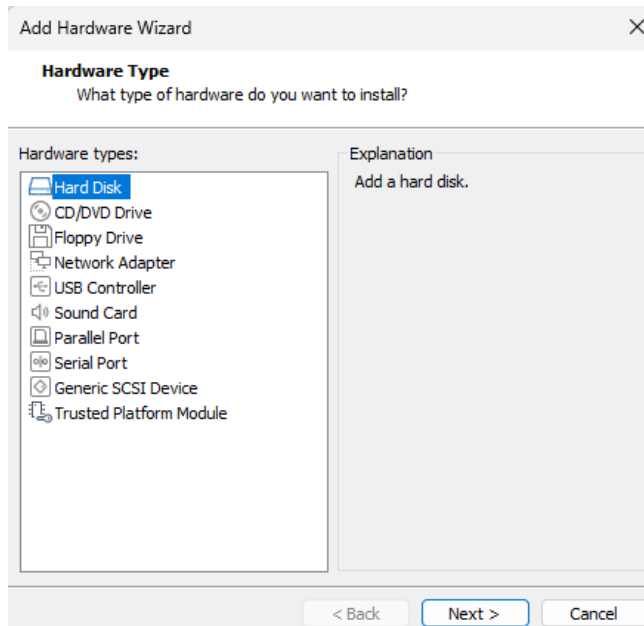 Add Hardware Wizard
Hardware Type
What type of hardware do you want to install?
Hardware types:
Hard Disk
CD/DVD Drive
Floppy Drive
Network Adapter
USB Controller
Sound Card
Parallel Port
Serial Port
Generic SCSI Device
Trusted Platform Module
Explanation
Add a hard disk.
< Back
Next >
Cancel